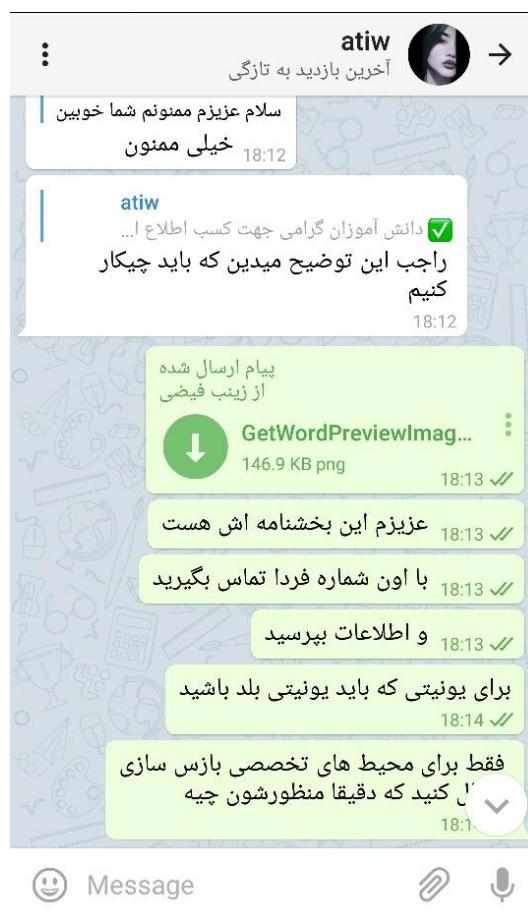 atiw
آخرین بازدید به تازگی
سلام عزیزم ممنونم شما خوبین
خیلی ممنون
18:12
atiw
✅ دانش آموزان گرامی جهت کسب اطلاع ا...
راجب این توضیح میدین که باید چیکار
کنیم
18:12
پیام ارسال شده
از زینب فیضی
GetWordPreviewImag...
146.9 KB png
18:13
عزیزم این بخشنامه اش هست
18:13
با اون شماره فردا تماس بگیرید
18:13
و اطلاعات بپرسید
18:13
برای یونیتی که باید یونیتی بلد باشید
18:14
فقط برای محیط های تخصصی بازس سازی
کنید که دقیقا منظورشون چیه
Message